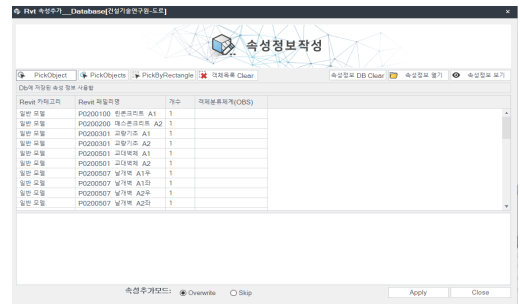 Rvt 속성추가__Database[건설기술연구원-도로]
속성정보작성
PickObject PickObjects PickByRectangle 객체목록 Clear 속성정보 DB Clear 속성정보 열기 속성정보 보기
Db에 저장된 속성 정보 사용함
Revit 카테고리 Revit 패밀리명 개수 객체분류체계(OBS)
일반 모델 P0200100 린콘크리트 A1 1
일반 모델 P0200200 매스콘크리트 A2 1
일반 모델 P0200301 교량기초 A1 1
일반 모델 P0200301 교량기초 A2 1
일반 모델 P0200501 교대벽체 A1 1
일반 모델 P0200501 교대벽체 A2 1
일반 모델 P0200507 날개벽 A1우 1
일반 모델 P0200507 날개벽 A1좌 1
일반 모델 P0200507 날개벽 A2우 1
일반 모델 P0200507 날개벽 A2좌 1
속성추가모드: Overwrite Skip Apply Close